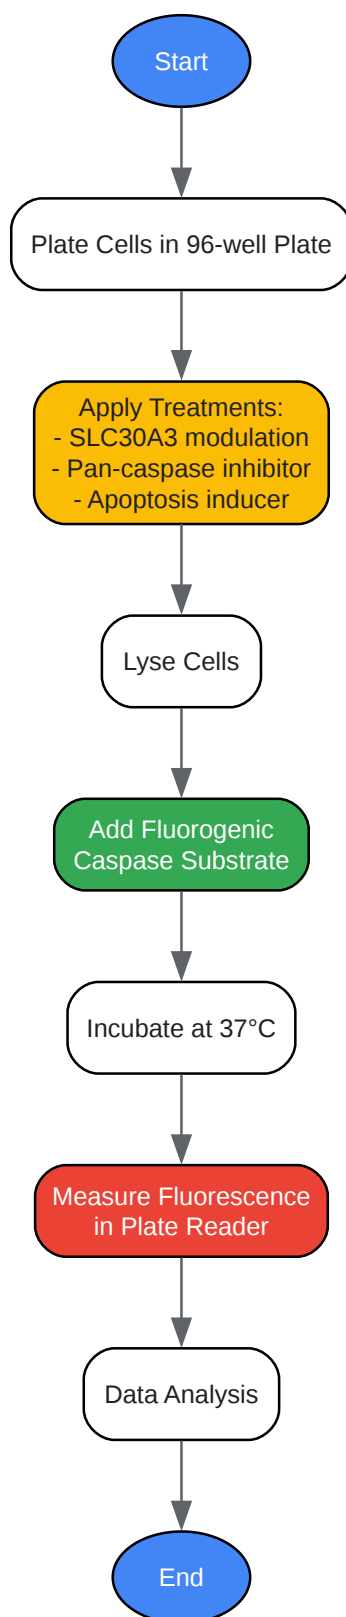 Start
Plate Cells in 96-well Plate
Apply Treatments:
- SLC30A3 modulation
- Pan-caspase inhibitor
- Apoptosis inducer
Lyse Cells
Add Fluorogenic
Caspase Substrate
Incubate at 37°C
Measure Fluorescence
in Plate Reader
Data Analysis
End